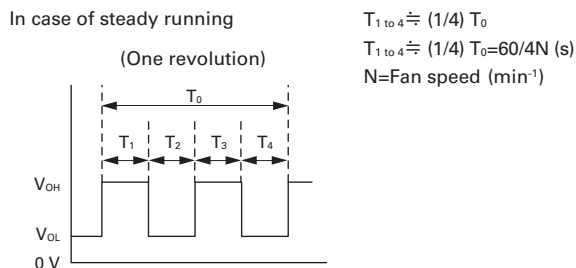 In case of steady running
T₁ to ₄≒ (1/4) T₀
T₁ to ₄≒ (1/4) T₀=60/4N (s)
N=Fan speed (min⁻¹)
(One revolution)
T₀
T₁ T₂ T₃ T₄
VOH
VOL
0 V